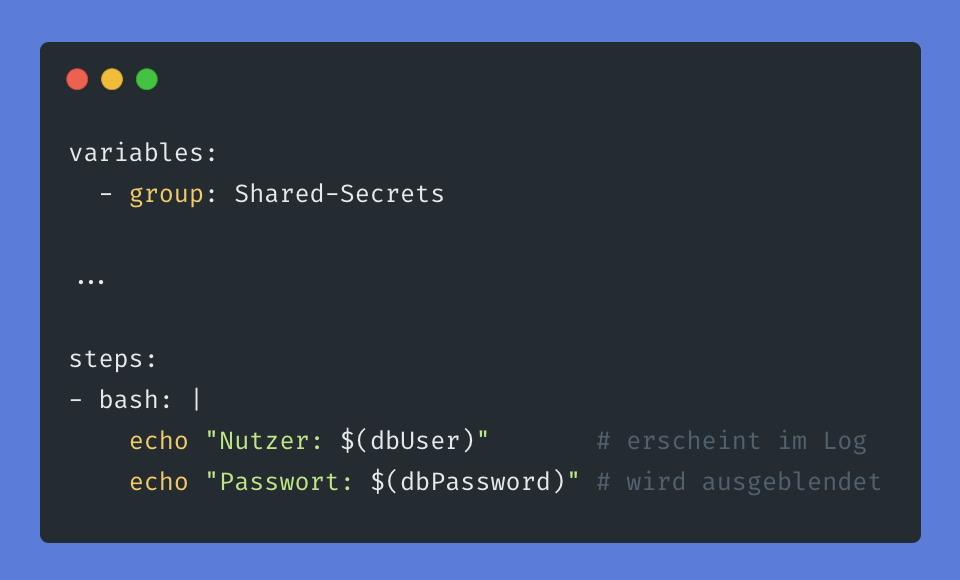 variables:
  - group: Shared-Secrets
...
steps:
- bash: |
    echo "Nutzer: $(dbUser)"       # erscheint im Log
    echo "Passwort: $(dbPassword)" # wird ausgeblendet